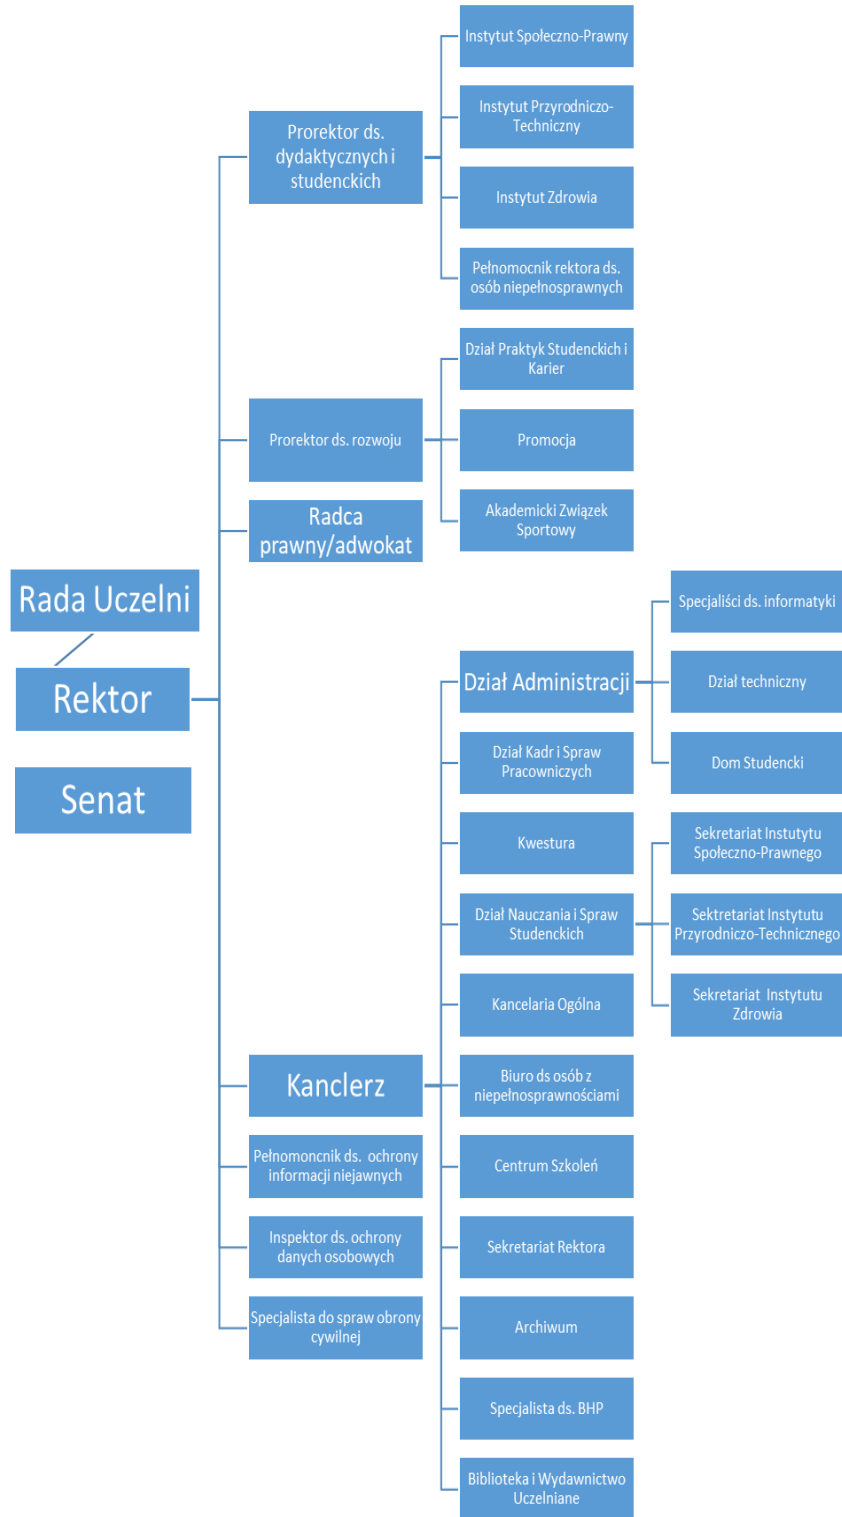 Rada Uczelni
Rektor
Senat
Prorektor ds.
dydaktycznych i
studenckich
Instytut Społeczno-Prawny
Instytut Przyrodniczo-
Techniczny
Instytut Zdrowia
Pełnomocnik rektora ds.
osób niepełnosprawnych
Prorektor ds. rozwoju
Dział Praktyk Studenckich i
Karier
Promocja
Akademicki Związek
Sportowy
Radca
prawny/adwokat
Kanclerz
Dział Administracji
Specjaliści ds. informatyki
Dział techniczny
Dom Studencki
Dział Kadr i Spraw
Pracowniczych
Kwestura
Dział Nauczania i Spraw
Studenckich
Sekretariat Instutytu
Społeczno-Prawnego
Sektretariat Instytutu
Przyrodniczo-Technicznego
Sekretariat Instytutu
Zdrowia
Kancelaria Ogólna
Biuro ds osób z
niepełnosprawnościami
Centrum Szkoleń
Sekretariat Rektora
Archiwum
Specjalista ds. BHP
Biblioteka i Wydawnictwo
Uczelniane
Pełnomoncnik ds. ochrony
informacji niejawnych
Inspektor ds. ochrony
danych osobowych
Specjalista do spraw obrony
cywilnej